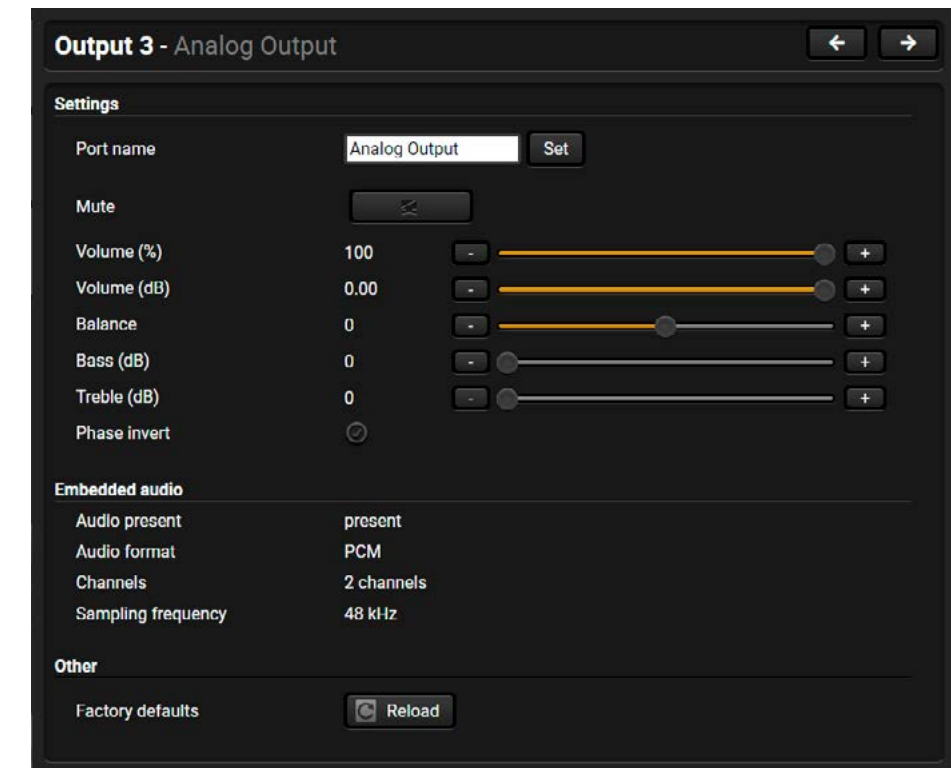 Output 3 - Analog Output
Settings
Port name Analog Output Set
Mute
Volume (%) 100 - +
Volume (dB) 0.00 - +
Balance 0 - +
Bass (dB) 0 - +
Treble (dB) 0 - +
Phase invert
Embedded audio
Audio present present
Audio format PCM
Channels 2 channels
Sampling frequency 48 kHz
Other
Factory defaults Reload